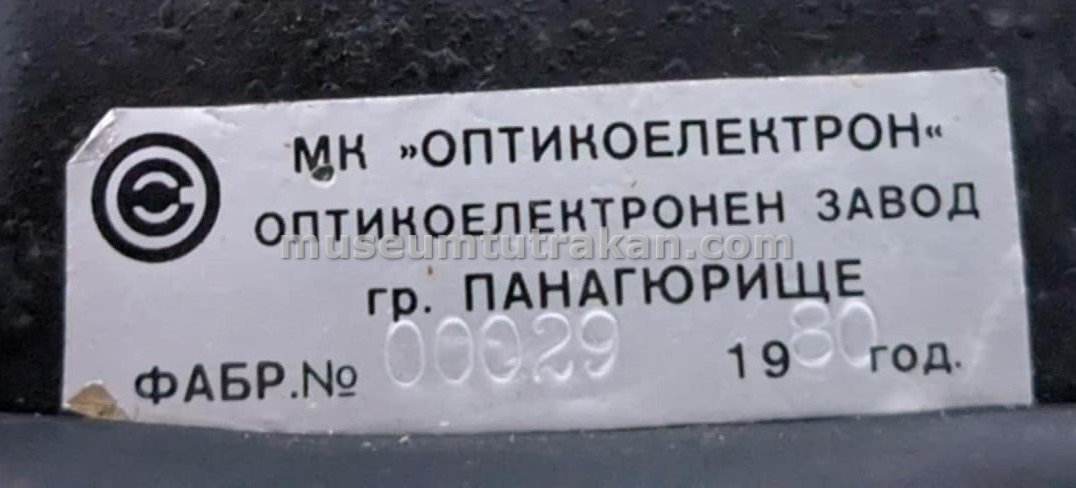 МК »ОПТИКОЕЛЕКТРОН«
ОПТИКОЕЛЕКТРОНЕН ЗАВОД
museumtutrakan.com
гр. ПАНАГЮРИЩЕ
ФАБР.№ 00029 1980 год.